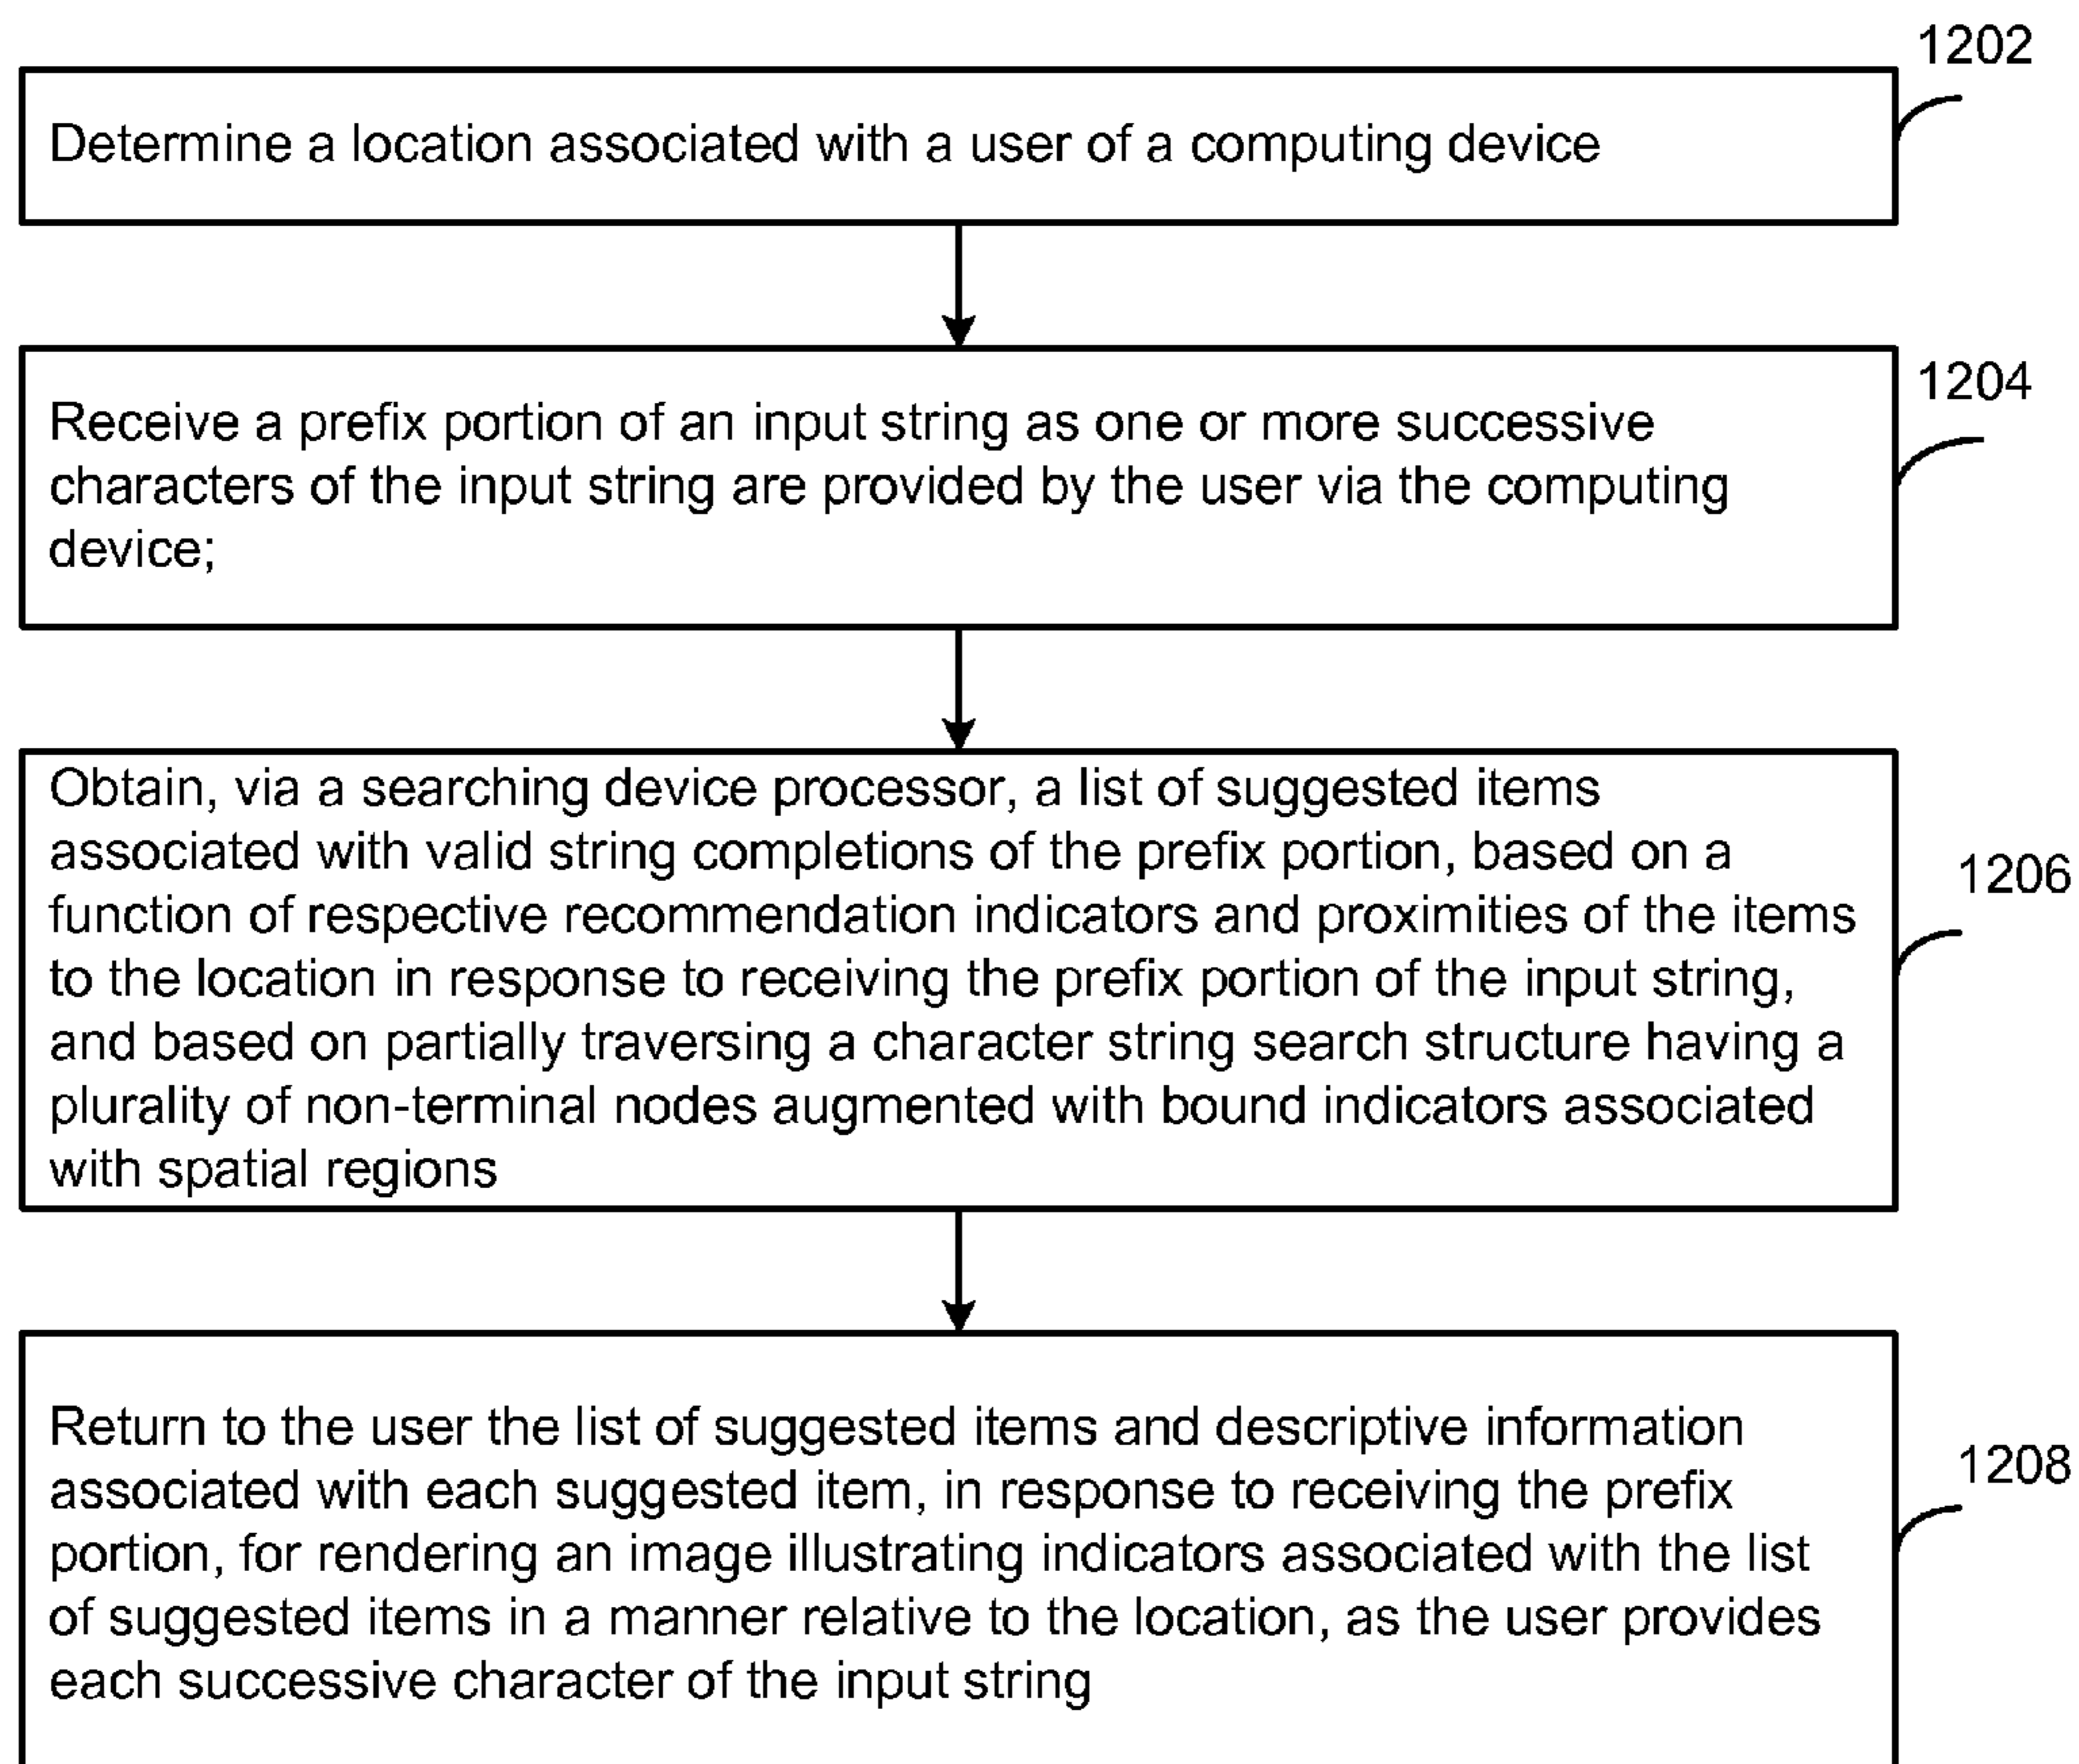 1202
Determine a location associated with a user of a computing device
1204
Receive a prefix portion of an input string as one or more successive
characters of the input string are provided by the user via the computing
device;
Obtain, via a searching device processor, a list of suggested items
associated with valid string completions of the prefix portion, based on a
1206
function of respective recommendation indicators and proximities of the items
to the location in response to receiving the prefix portion of the input string,
and based on partially traversing a character string search structure having a
plurality of non-terminal nodes augmented with bound indicators associated
with spatial regions
Return to the user the list of suggested items and descriptive information
1208
associated with each suggested item, in response to receiving the prefix
portion, for rendering an image illustrating indicators associated with the list
of suggested items in a manner relative to the location, as the user provides
each successive character of the input string